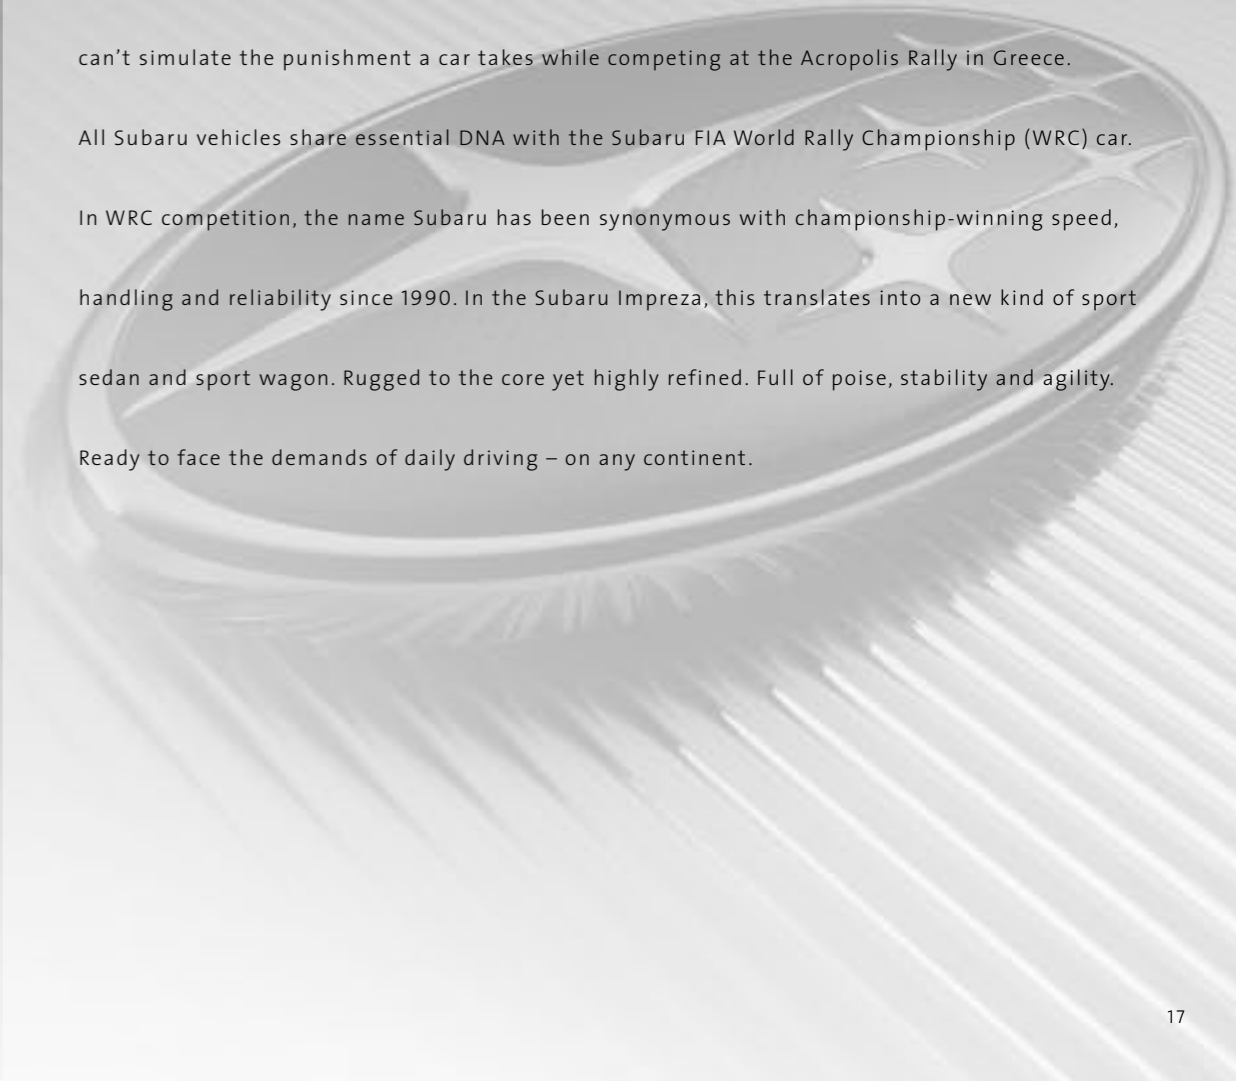 can’t simulate the punishment a car takes while competing at the Acropolis Rally in Greece.
All Subaru vehicles share essential DNA with the Subaru FIA World Rally Championship (WRC) car.
In WRC competition, the name Subaru has been synonymous with championship-winning speed,
handling and reliability since 1990. In the Subaru Impreza, this translates into a new kind of sport
sedan and sport wagon. Rugged to the core yet highly refined. Full of poise, stability and agility.
Ready to face the demands of daily driving – on any continent.
17